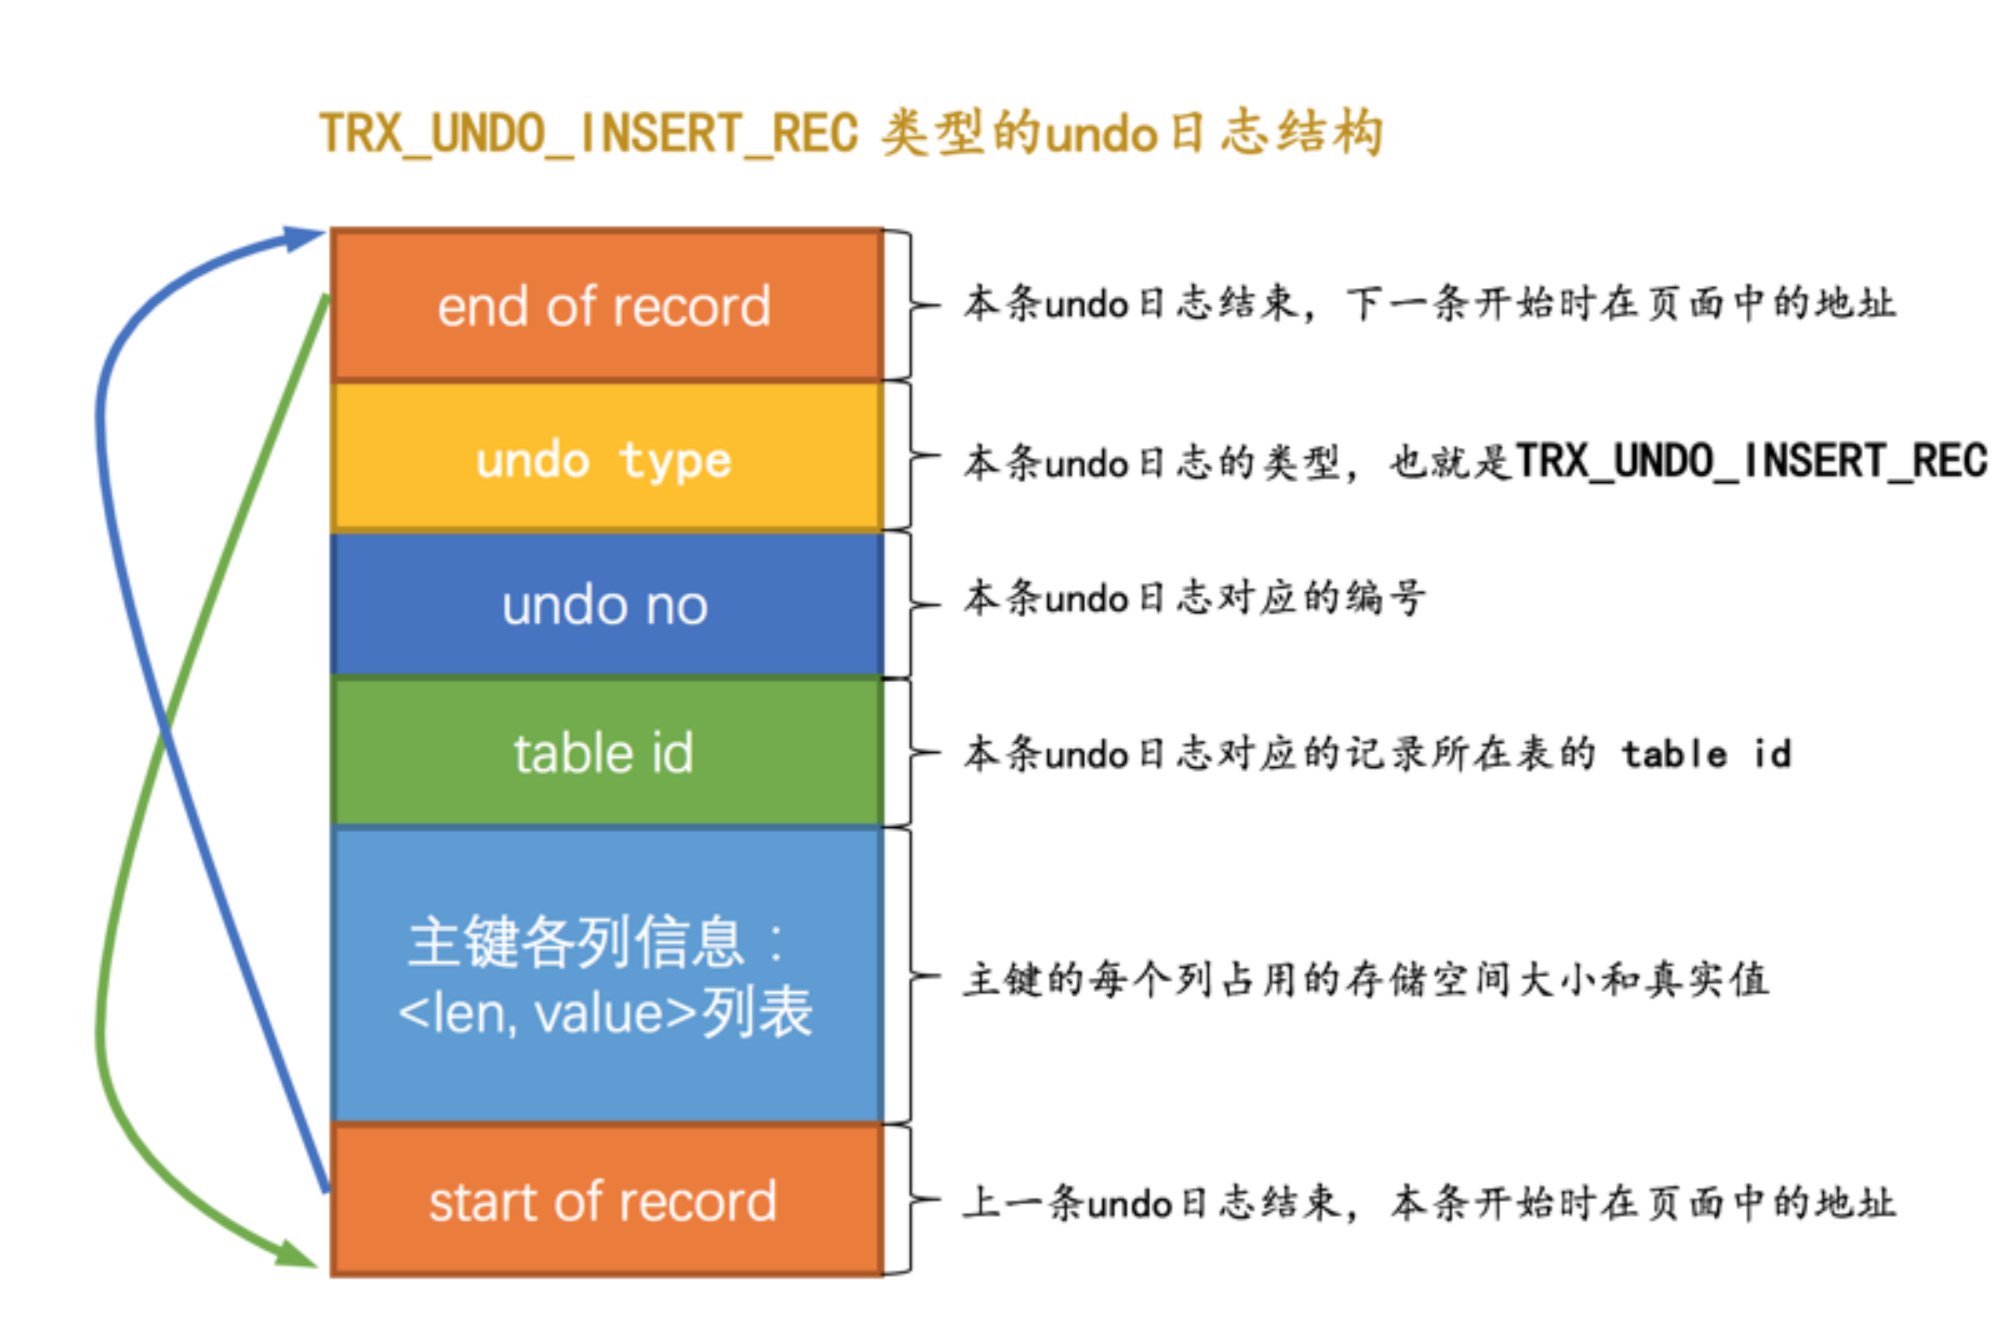 TRX_UNDO_INSERT_REC 类型的undo日志结构
end of record
本条undo日志结束，下一条开始时在页面中的地址
undo type
本条undo日志的类型，也就是TRX_UNDO_INSERT_REC
undo no
本条undo日志对应的编号
table id
本条undo日志对应的记录所在表的 table id
主键各列信息：
<len, value>列表
主键的每个列占用的存储空间大小和真实值
start of record
上一条undo日志结束，本条开始时在页面中的地址